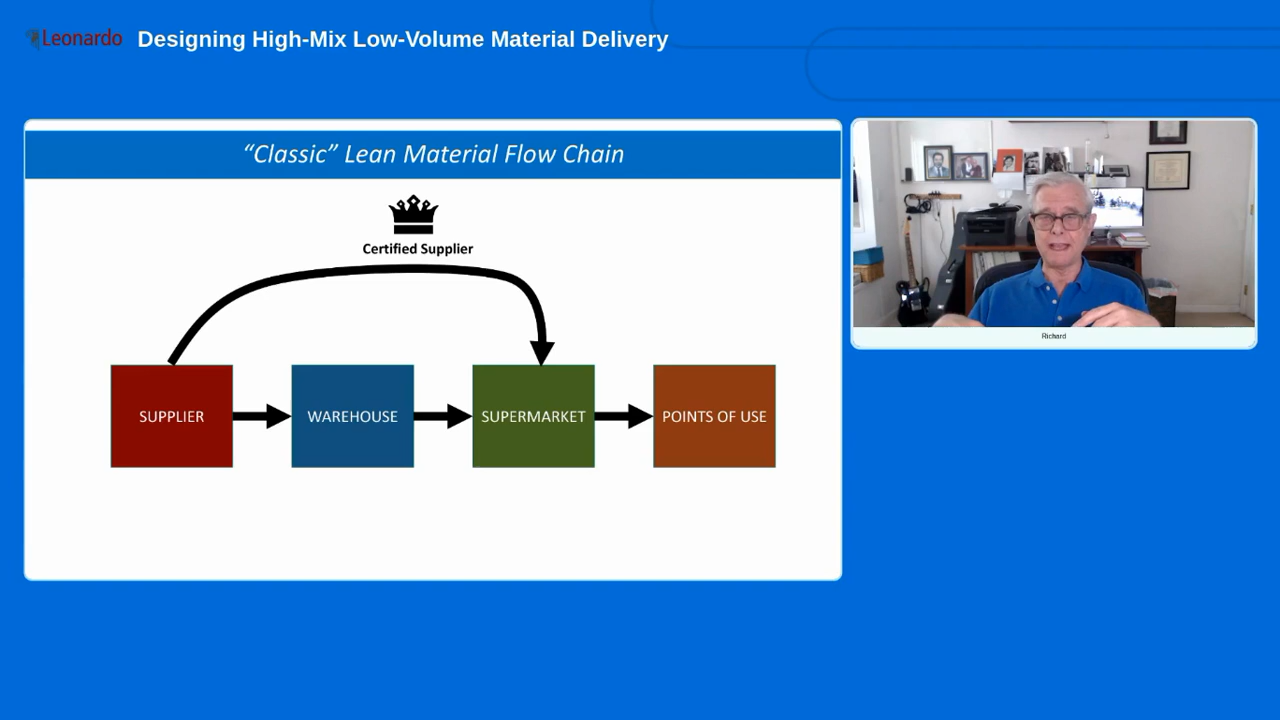 Leonardo
Designing High-Mix Low-Volume Material Delivery
“Classic” Lean Material Flow Chain
Certified Supplier
SUPPLIER
WAREHOUSE
SUPERMARKET
POINTS OF USE
Richard